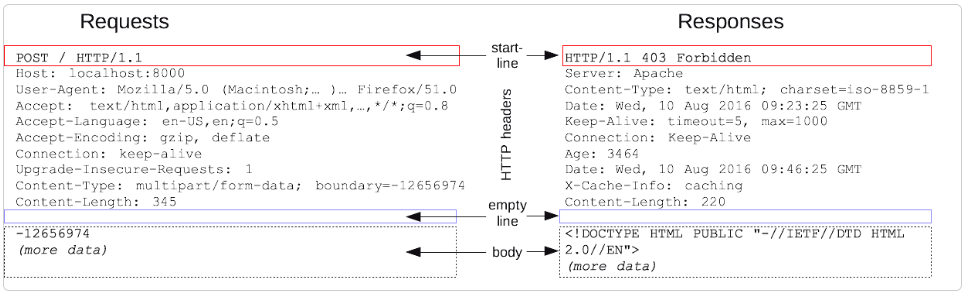 Requests
Responses
POST / HTTP/1.1
Host: localhost:8000
User-Agent: Mozilla/5.0 (Macintosh;… )… Firefox/51.0
Accept: text/html,application/xhtml+xml,…,*/*;q=0.8
Accept-Language: en-US,en;q=0.5
Accept-Encoding: gzip, deflate
Connection: keep-alive
Upgrade-Insecure-Requests: 1
Content-Type: multipart/form-data; boundary=-12656974
Content-Length: 345
-12656974
(more data)
start-
line
HTTP headers
empty
line
body
HTTP/1.1 403 Forbidden
Server: Apache
Content-Type: text/html; charset=iso-8859-1
Date: Wed, 10 Aug 2016 09:23:25 GMT
Keep-Alive: timeout=5, max=1000
Connection: Keep-Alive
Age: 3464
Date: Wed, 10 Aug 2016 09:46:25 GMT
X-Cache-Info: caching
Content-Length: 220
<!DOCTYPE HTML PUBLIC "-//IETF//DTD HTML
2.0//EN">
(more data)